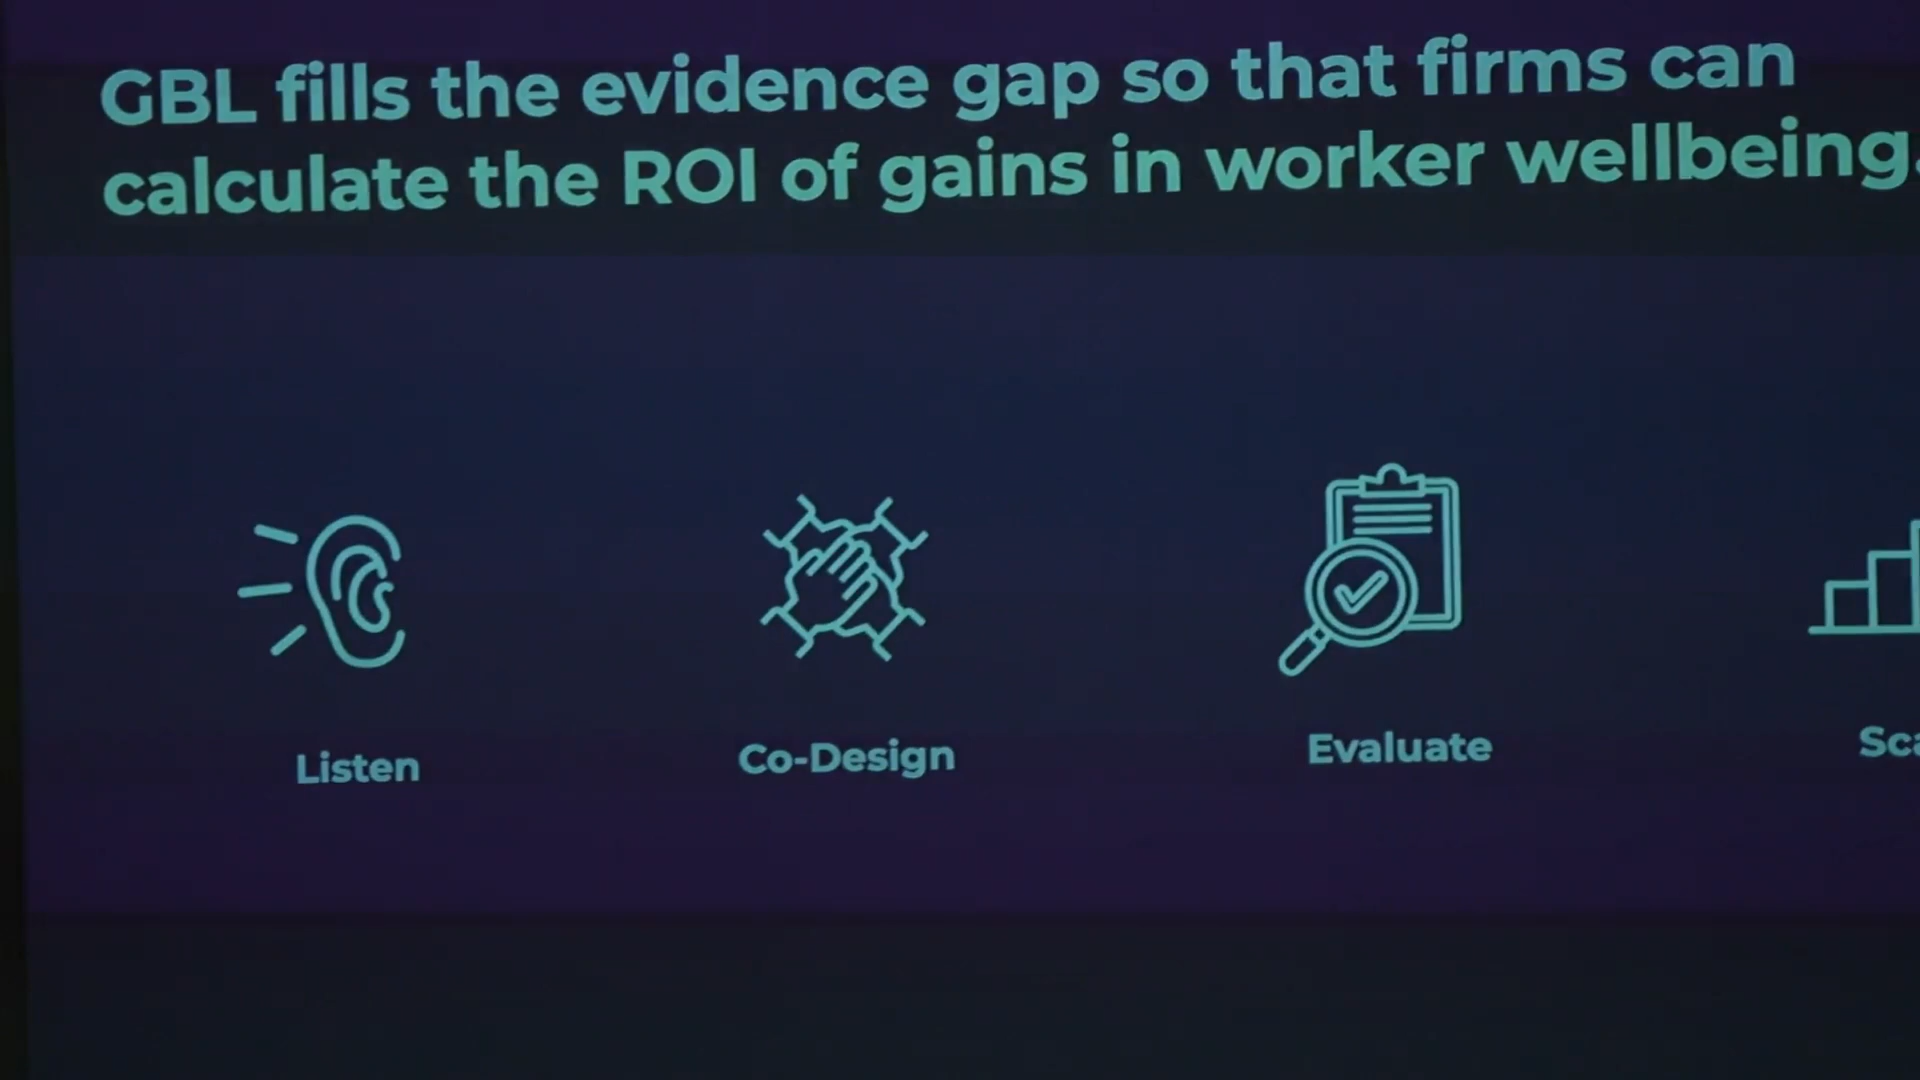 GBL fills the evidence gap so that firms can
calculate the ROI of gains in worker wellbeing.
Listen
Co-Design
Evaluate